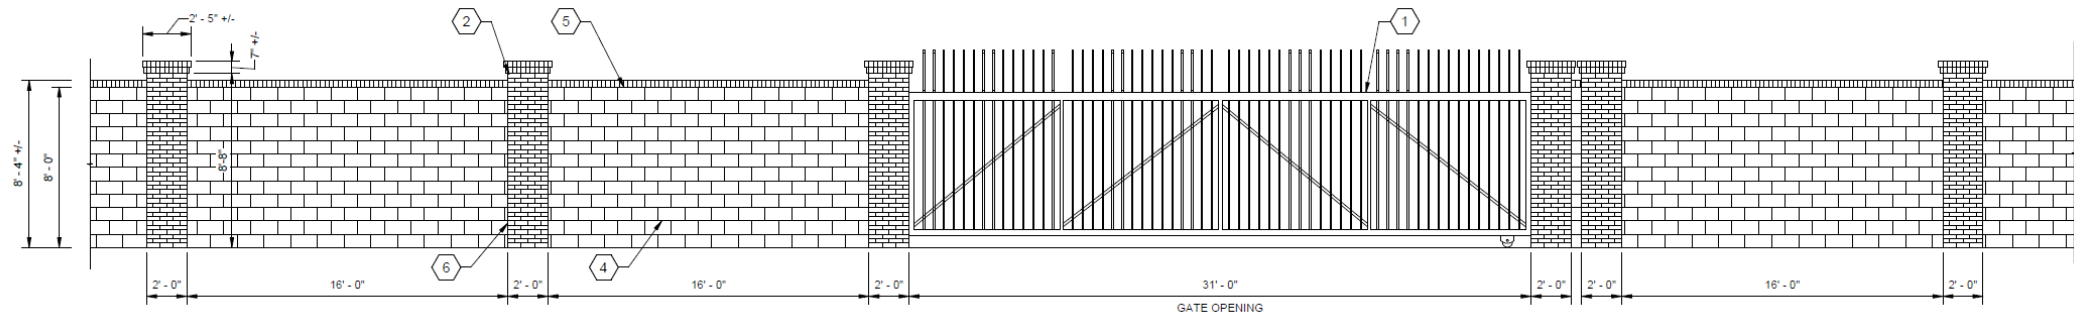 2' - 5" +/-
7" +/-
2
5
1
8' - 4" +/-
8' - 0"
8'-8"
6
4
2' - 0"
16' - 0"
2' - 0"
16' - 0"
2' - 0"
31' - 0"
2' - 0"
2' - 0"
16' - 0"
2' - 0"
GATE OPENING